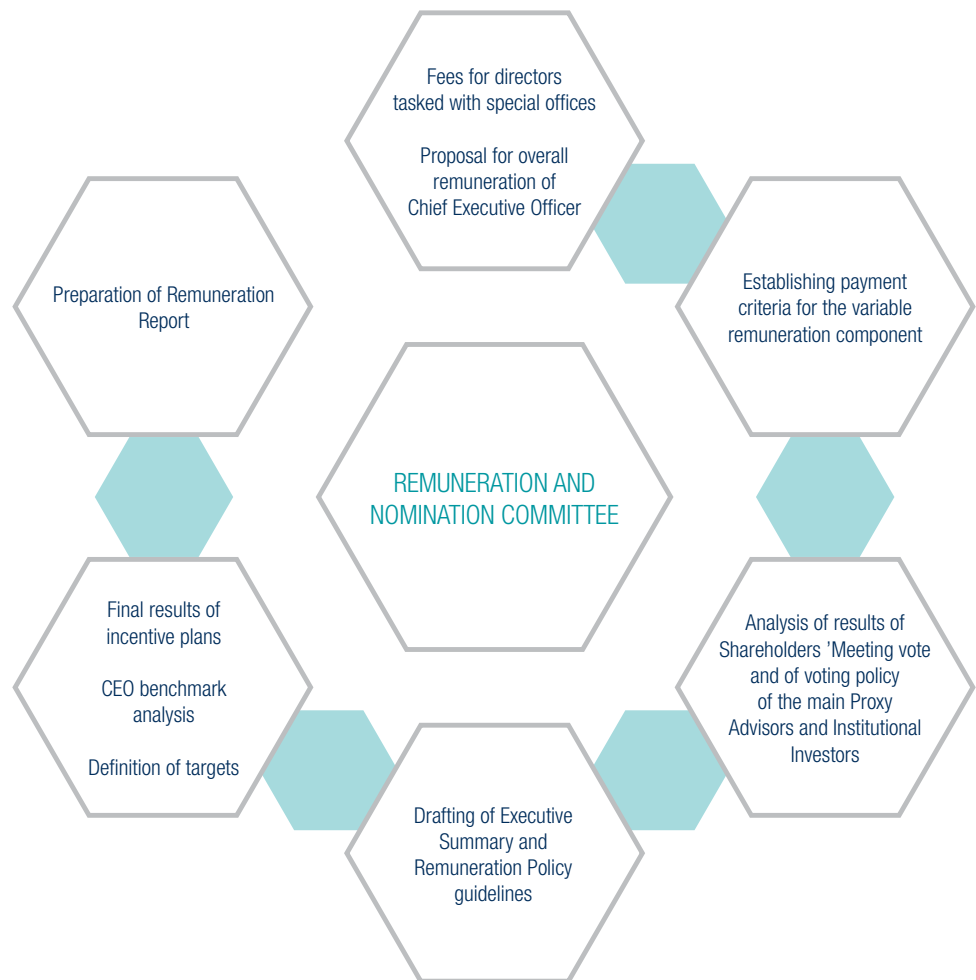 Fees for directors
tasked with special offices
Proposal for overall
remuneration of
Chief Executive Officer
Preparation of Remuneration
Report
Establishing payment
criteria for the variable
remuneration component
REMUNERATION AND
NOMINATION COMMITTEE
Final results of
incentive plans
CEO benchmark
analysis
Definition of targets
Analysis of results of
Shareholders 'Meeting vote
and of voting policy
of the main Proxy
Advisors and Institutional
Investors
Drafting of Executive
Summary and
Remuneration Policy
guidelines